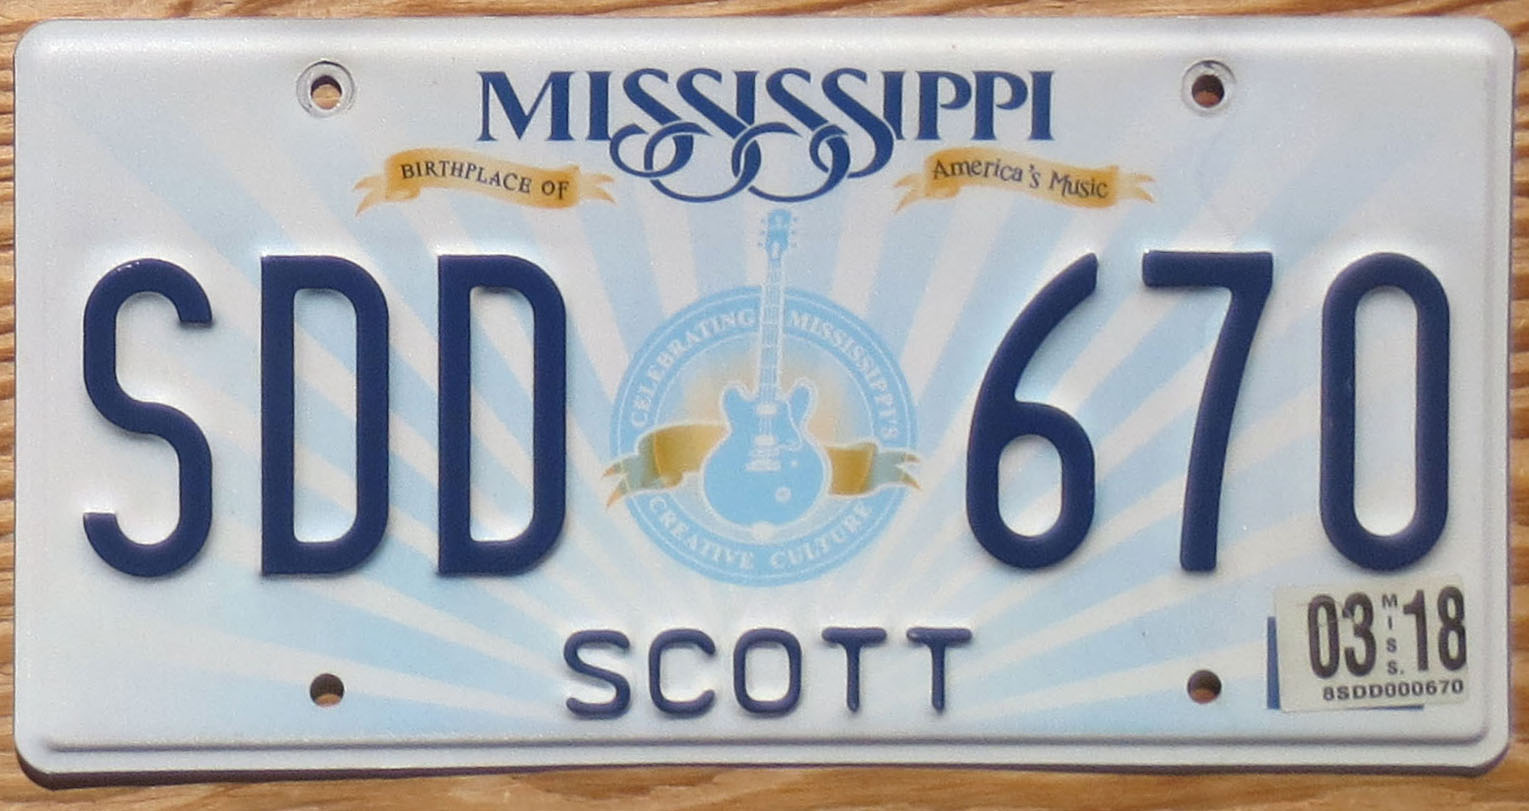 MISSISSIPPI
BIRTHPLACE OF America's Music
SDD 670
CELEBRATING MISSISSIPPI'S
CREATIVE CULTURE
SCOTT
03 MISS. 18
8SDD000670